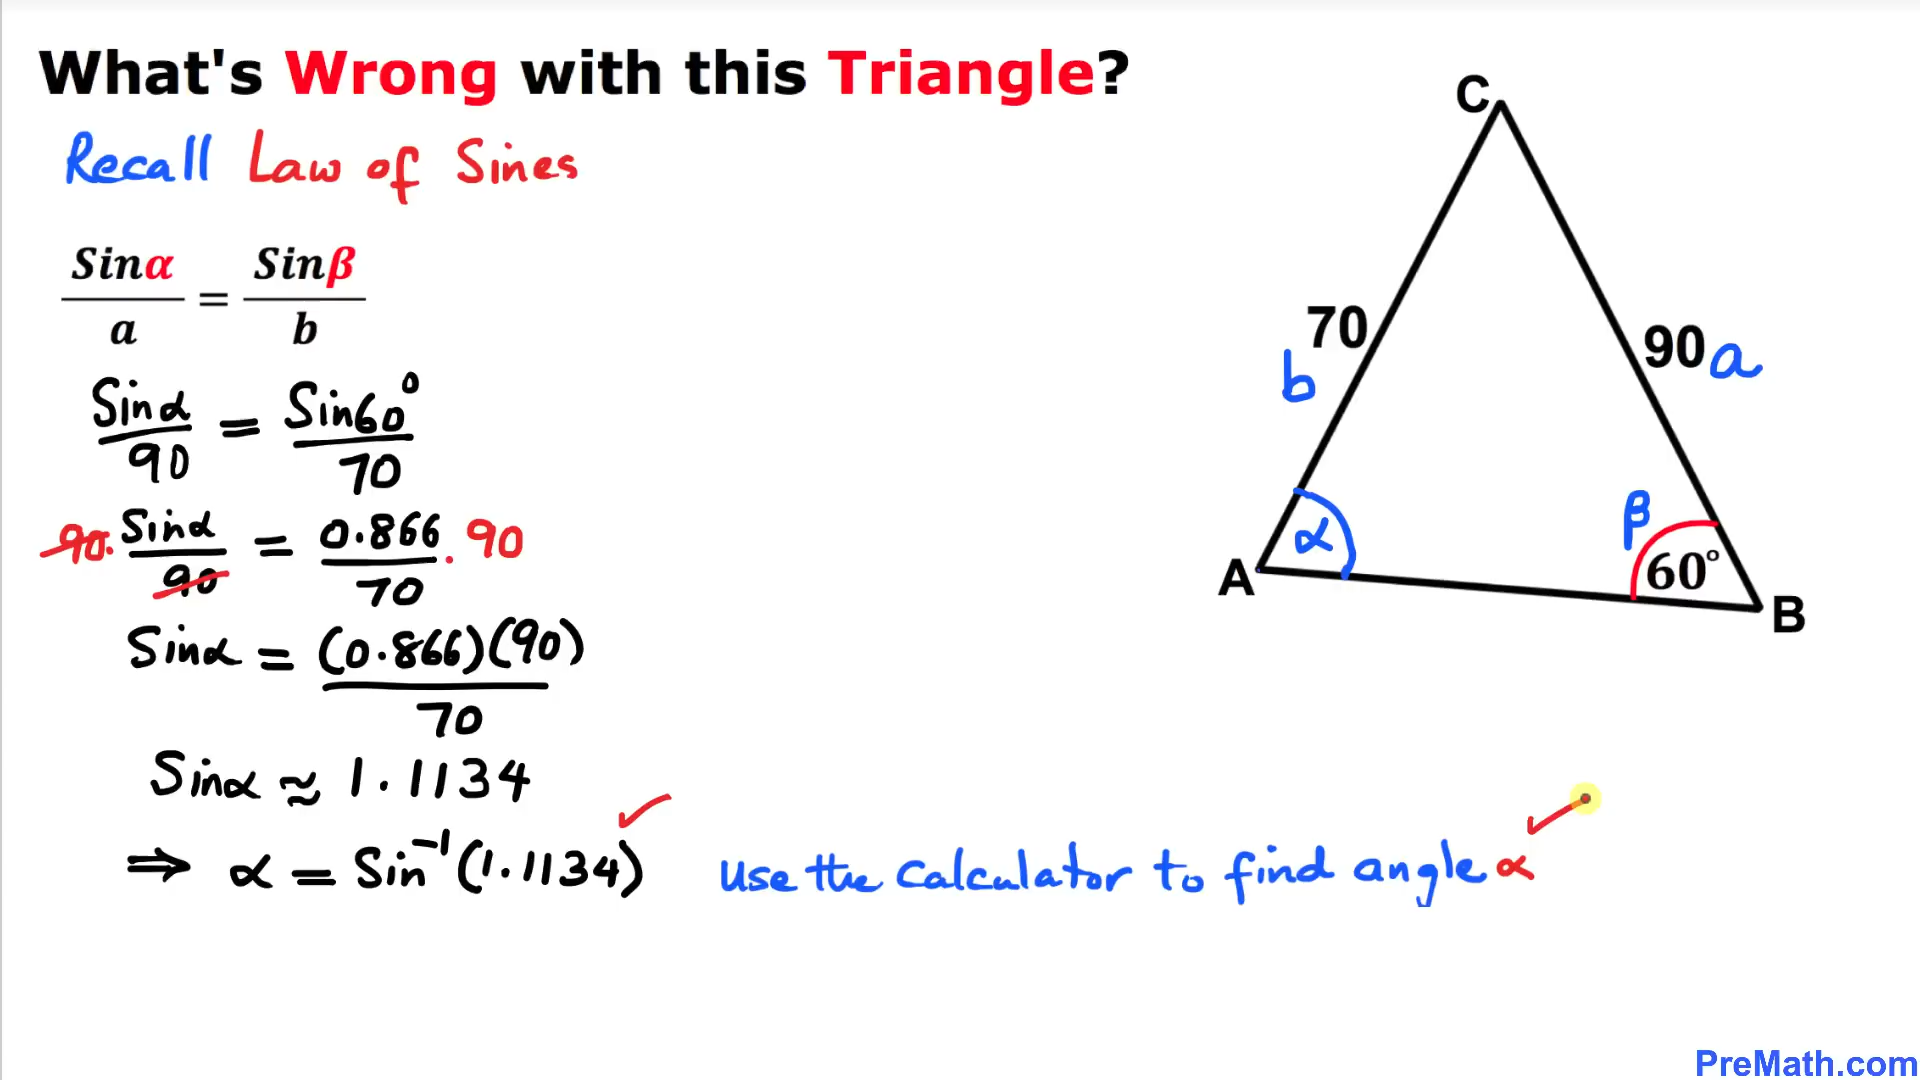 What's Wrong with this Triangle?
Recall Law of Sines
Sinα/a = Sinβ/b
Sinα/90 = Sin60°/70
90. Sinα/90 = 0.866/70 . 90
Sinα = (0.866)(90)/70
Sinα ≈ 1.1134
⇒ α = Sin⁻¹(1.1134) use the calculator to find angle α
C
70
b
90 a
α
β
60°
A
B
PreMath.com